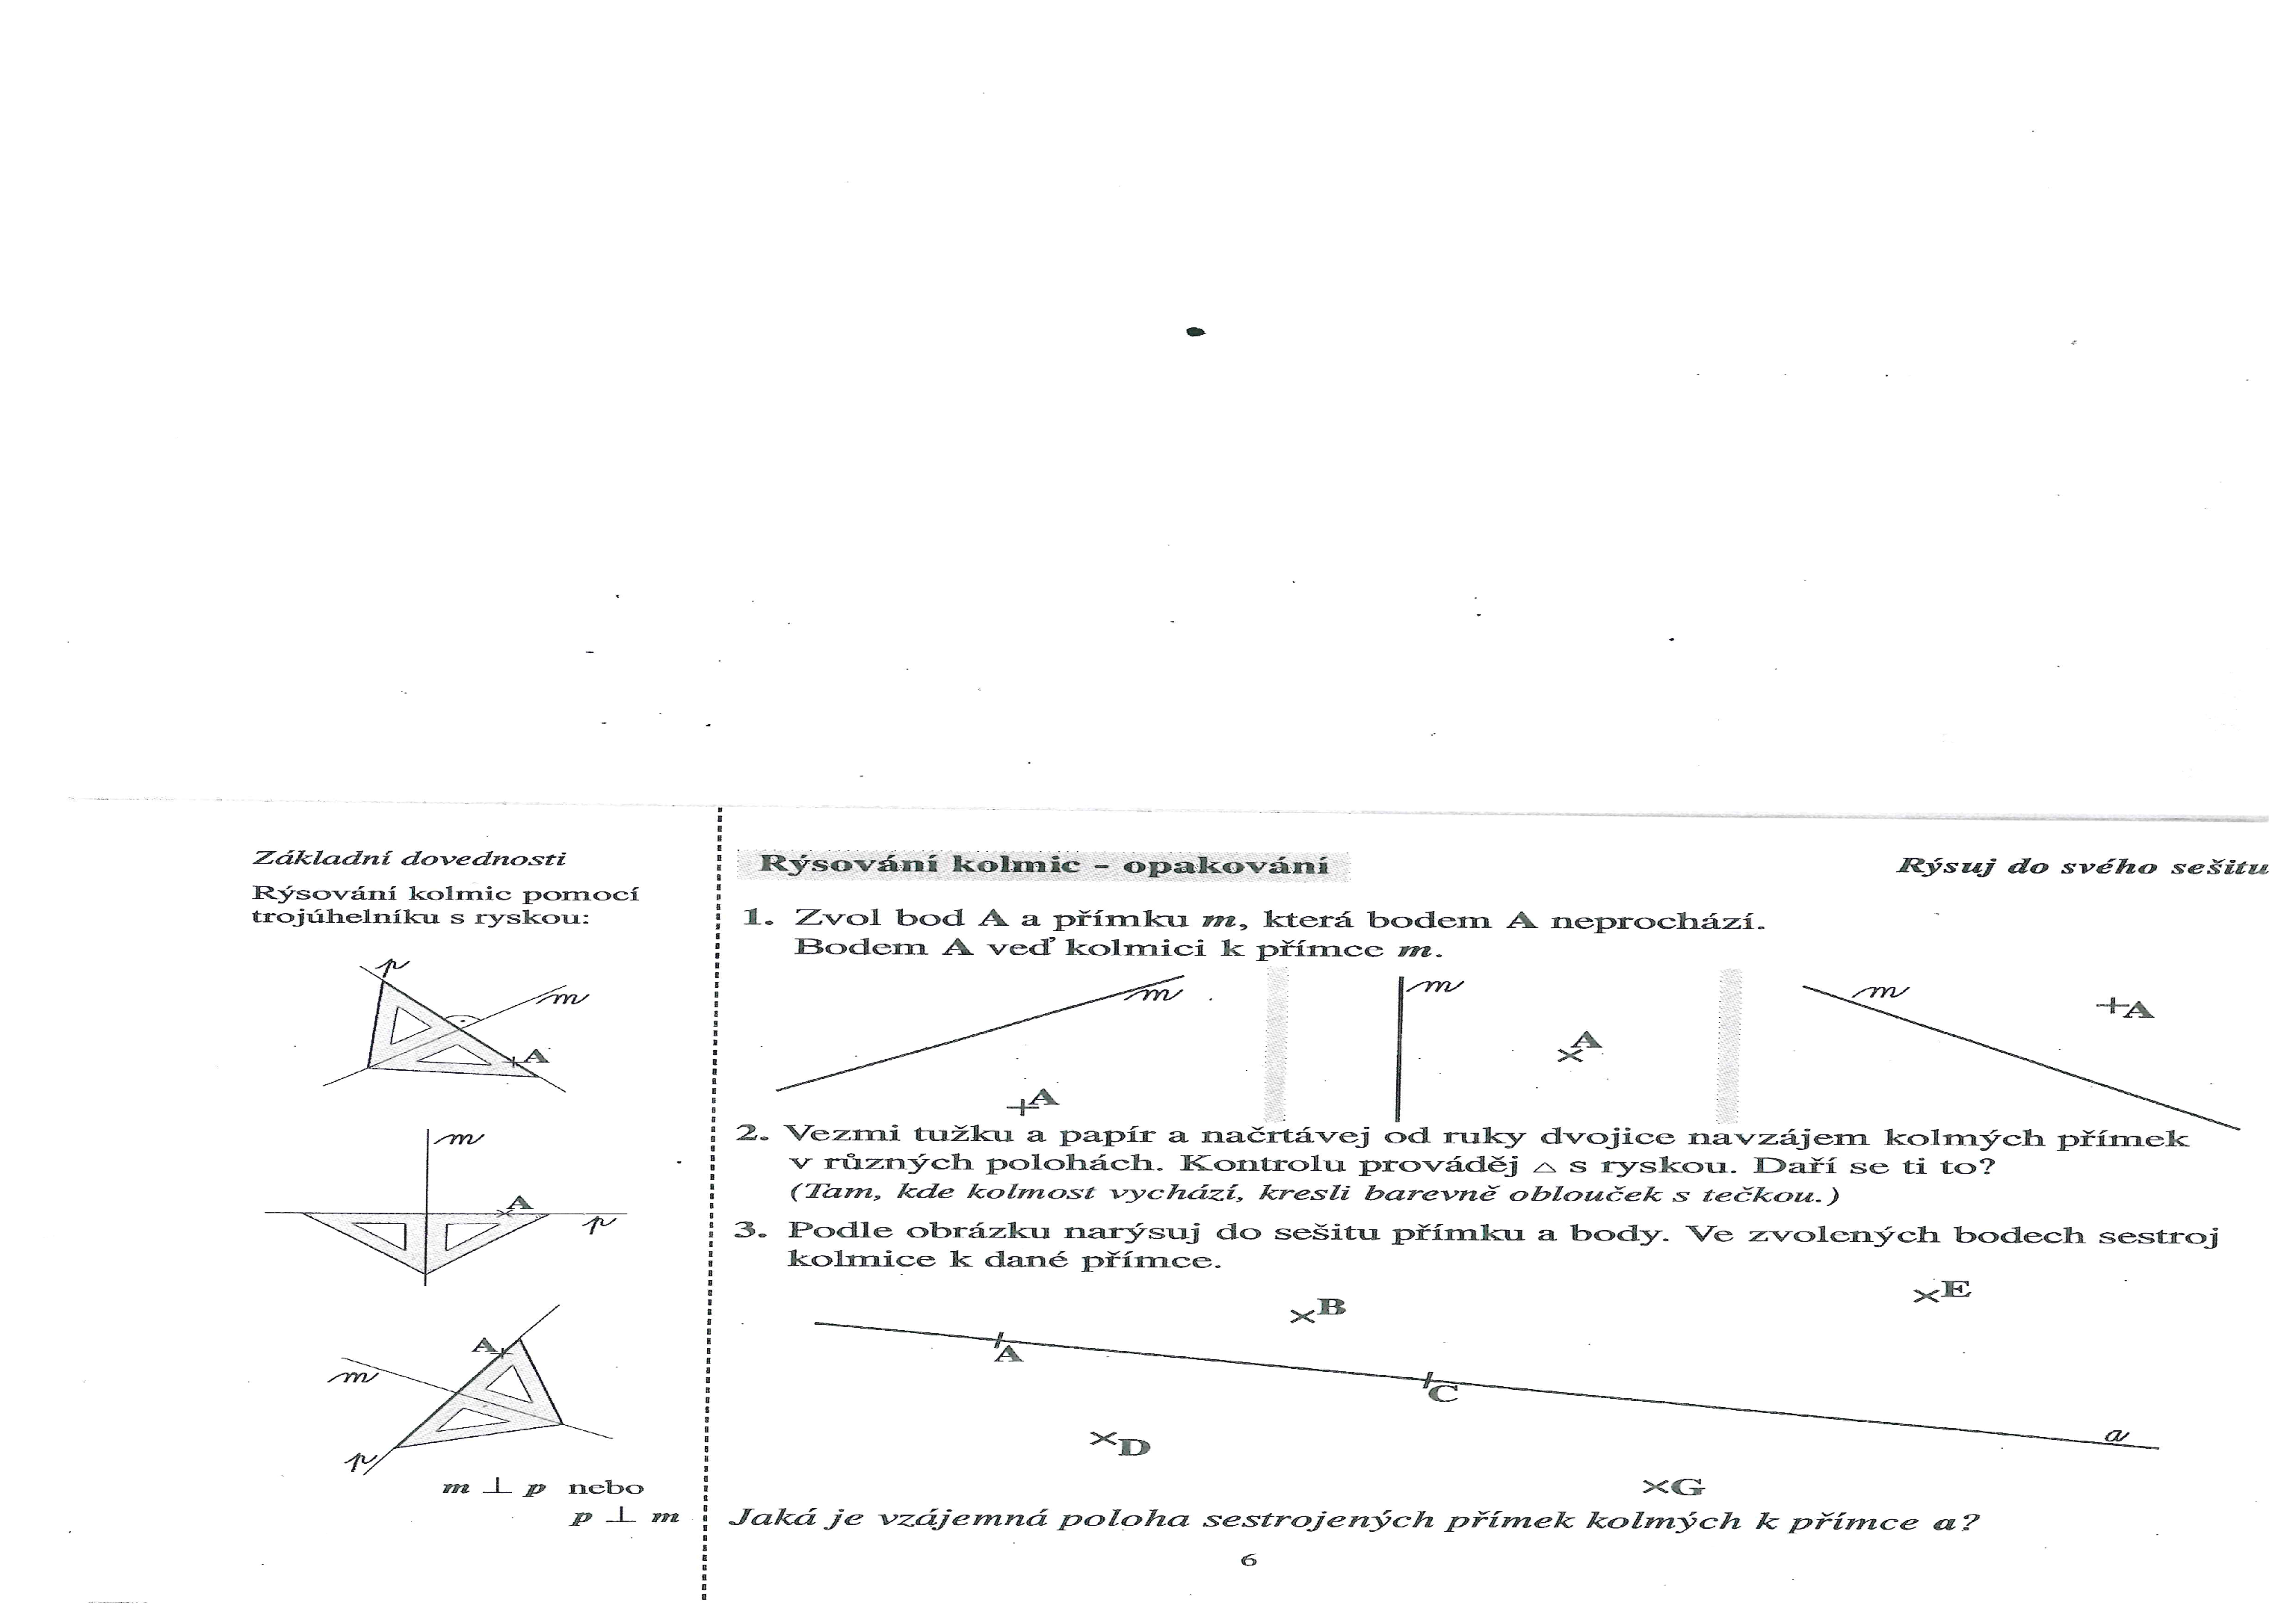 Základní dovednosti
Rýsování kolmic pomocí
trojúhelníku s ryskou:
p
m
A
m
A
p
A
m
p
m ⊥ p nebo
p ⊥ m
Rýsování kolmic - opakování
Rýsuj do svého sešitu
1. Zvol bod A a přímku m, která bodem A neprochází.
Bodem A veď kolmici k přímce m.
m
A
m
A
m
A
2. Vezmi tužku a papír a načrtávej od ruky dvojice navzájem kolmých přímek
v různých polohách. Kontrolu prováděj △ s ryskou. Daří se ti to?
(Tam, kde kolmost vychází, kresli barevně oblouček s tečkou.)
3. Podle obrázku narýsuj do sešitu přímku a body. Ve zvolených bodech sestroj
kolmice k dané přímce.
E
B
A
C
a
D
G
Jaká je vzájemná poloha sestrojených přímek kolmých k přímce a?
6